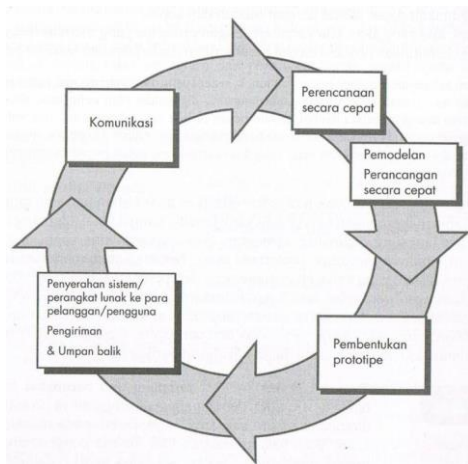 Komunikasi
Perencanaan
secara cepat
Pemodelan
Perancangan
secara cepat
Pembentukan
prototipe
Penyerahan sistem/
perangkat lunak ke para
pelanggan/pengguna
Pengiriman
& Umpan balik